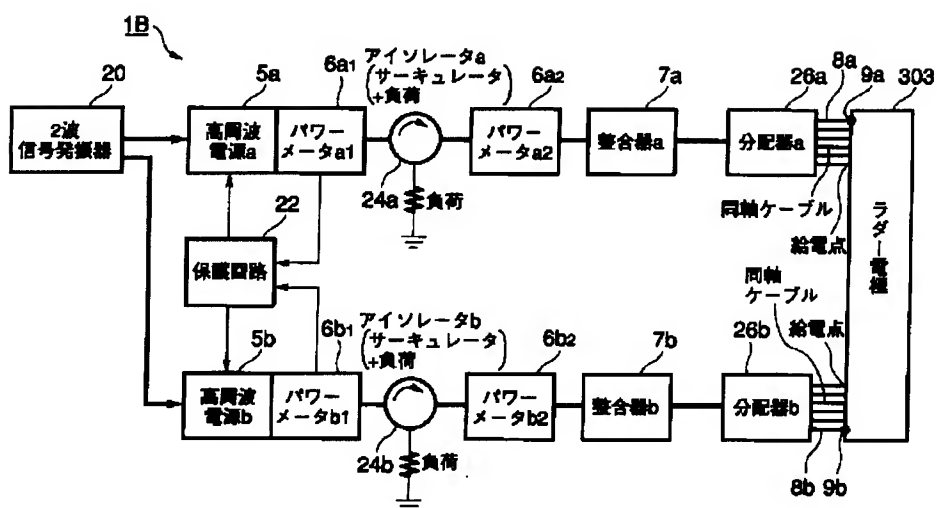 1B
20
2波
信号発振器
5a
高周波
電源a
6a1
パワー
メータa1
アイソレータa
(サーキュレータ
+負荷)
24a
負荷
6a2
パワー
メータa2
7a
整合器a
26a
分配器a
8a
9a
303
同軸ケーブル
給電点
ラダー電極
22
保護回路
5b
高周波
電源b
6b1
パワー
メータb1
アイソレータb
(サーキュレータ
+負荷)
24b
負荷
6b2
パワー
メータb2
7b
整合器b
26b
分配器b
同軸
ケーブル
給電点
8b
9b